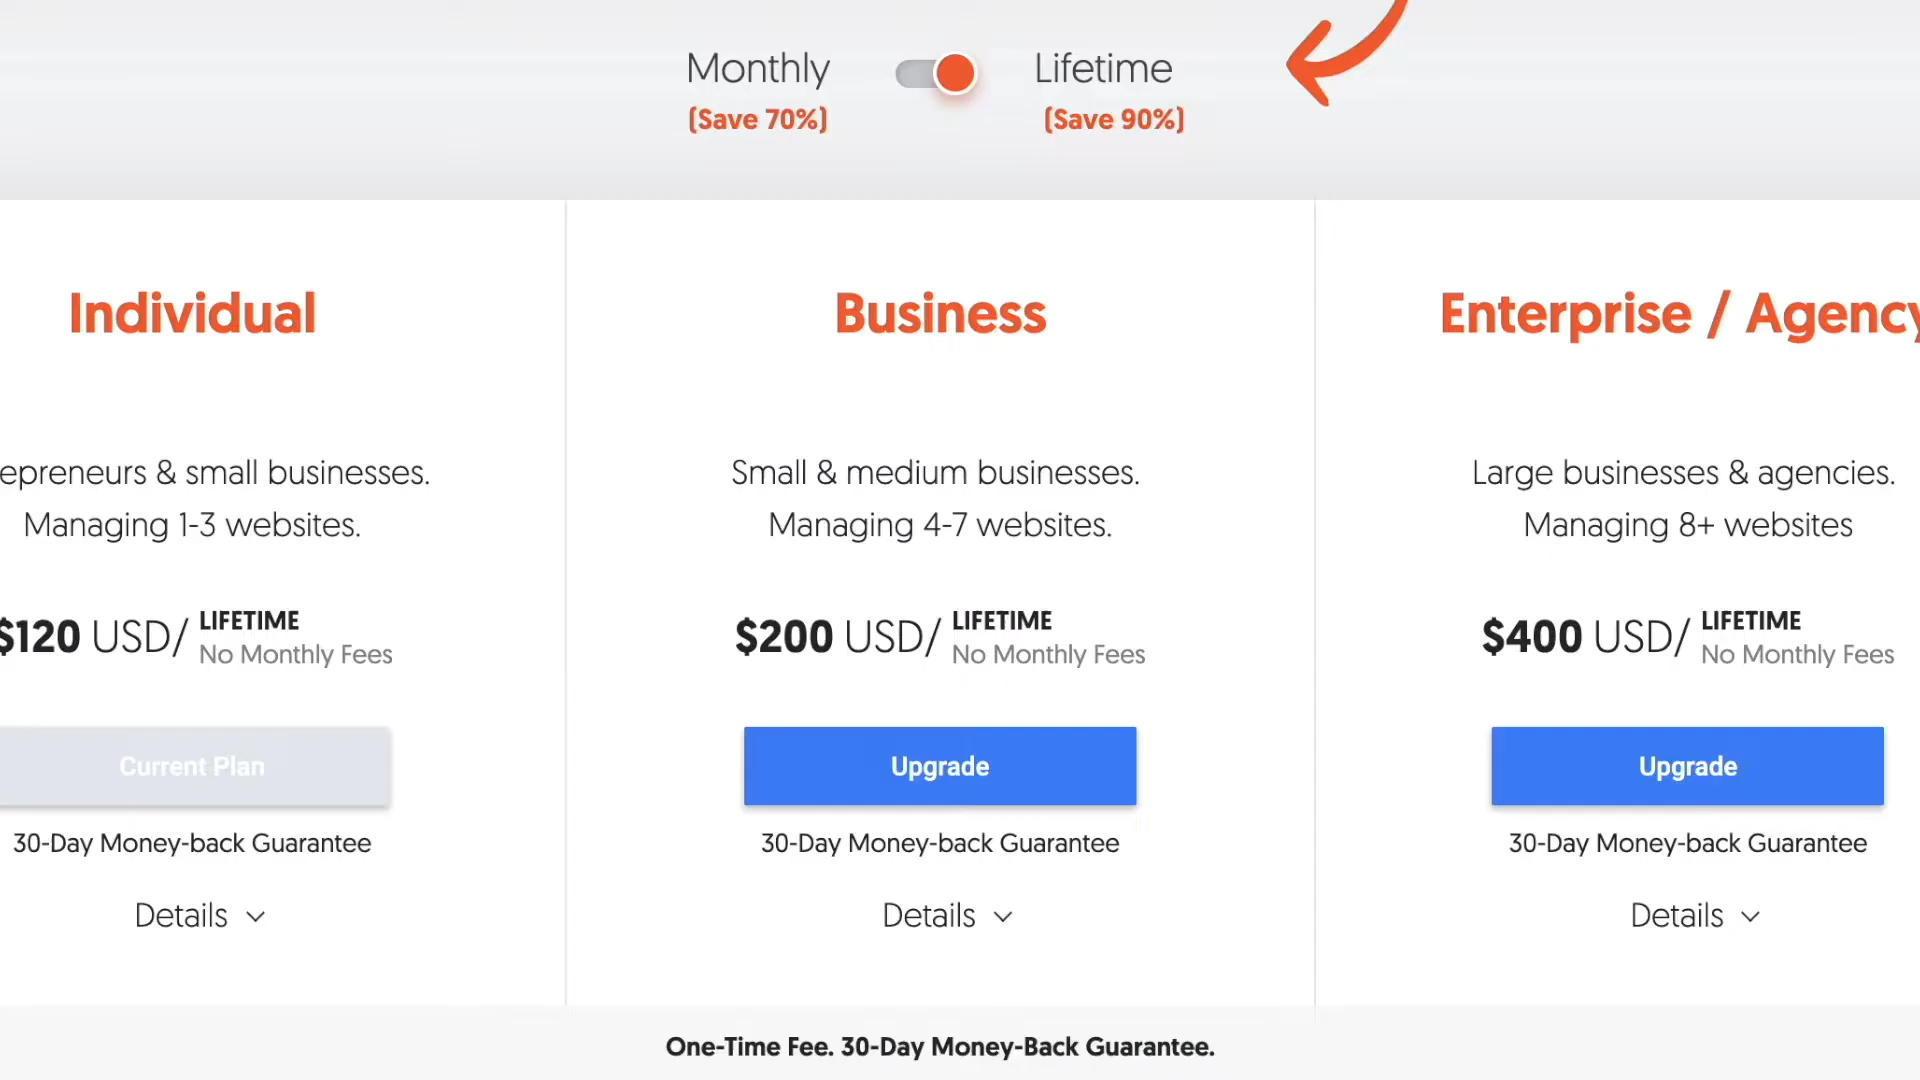 Monthly
(Save 70%)
Lifetime
(Save 90%)
Individual
epreneurs & small businesses.
Managing 1-3 websites.
$120 USD/ LIFETIME
No Monthly Fees
Current Plan
30-Day Money-back Guarantee
Details
Business
Small & medium businesses.
Managing 4-7 websites.
$200 USD/ LIFETIME
No Monthly Fees
Upgrade
30-Day Money-back Guarantee
Details
Enterprise / Agency
Large businesses & agencies.
Managing 8+ websites
$400 USD/ LIFETIME
No Monthly Fees
Upgrade
30-Day Money-back Guarantee
Details
One-Time Fee. 30-Day Money-Back Guarantee.